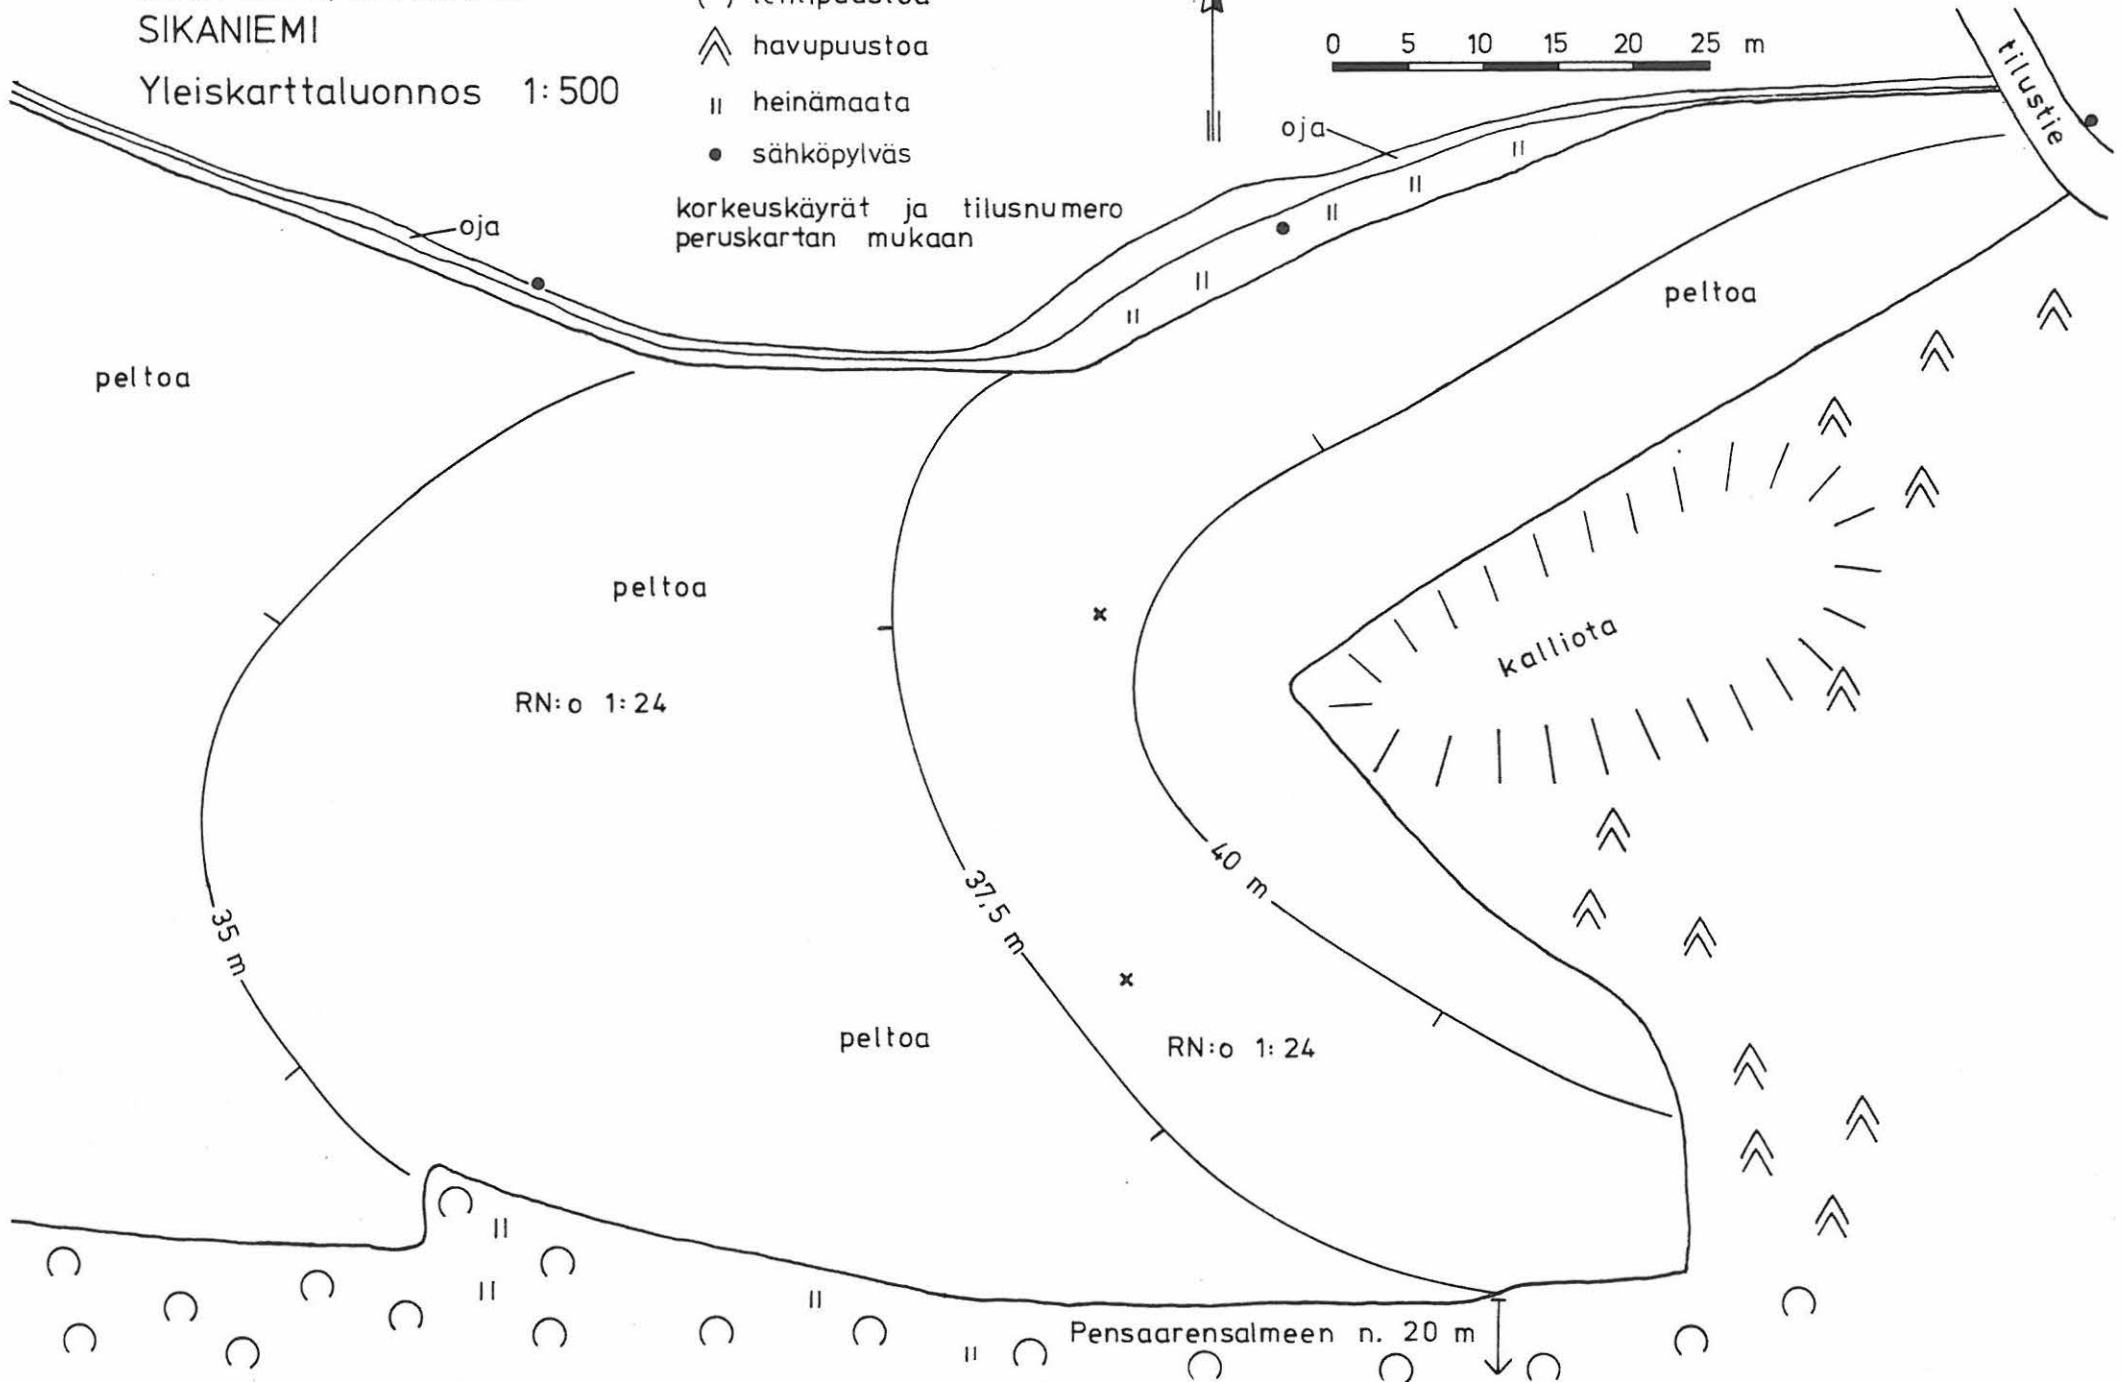 SIKANIEMI
Yleiskarttaluonnos 1:500
havupuustoa
heinämaata
sähköpylväs
korkeuskäyrät ja tilusnumero
peruskartan mukaan
0 5 10 15 20 25 m
tilustie
oja
oja
peltoa
peltoa
peltoa
RN:o 1:24
kalliota
40 m
37,5 m
35 m
peltoa
RN:o 1:24
Pensaarensalmeen n. 20 m